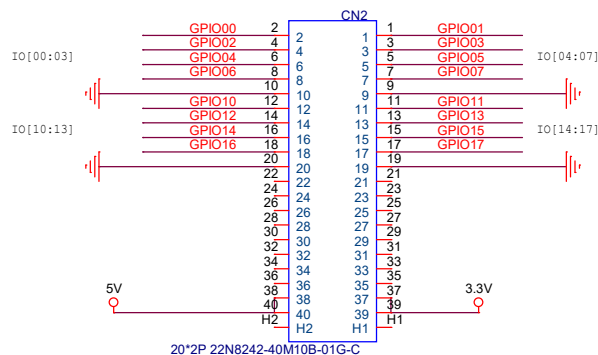 CN2
GPIO00 2 2 1 1 GPIO01
GPIO02 4 4 3 3 GPIO03
IO[00:03] GPIO04 6 6 5 5 GPIO05 IO[04:07]
GPIO06 8 8 7 7 GPIO07
10 10 9 9
GPIO10 12 12 11 11 GPIO11
GPIO12 14 14 13 13 GPIO13
IO[10:13] GPIO14 16 16 15 15 GPIO15 IO[14:17]
GPIO16 18 18 17 17 GPIO17
20 20 19 19
22 22 21 21
24 24 23 23
26 26 25 25
28 28 27 27
30 30 29 29
32 32 31 31
34 34 33 33
36 36 35 35
5V 38 38 37 37 3.3V
40 40 39 39
H2 H2 H1 H1
20*2P 22N8242-40M10B-01G-C